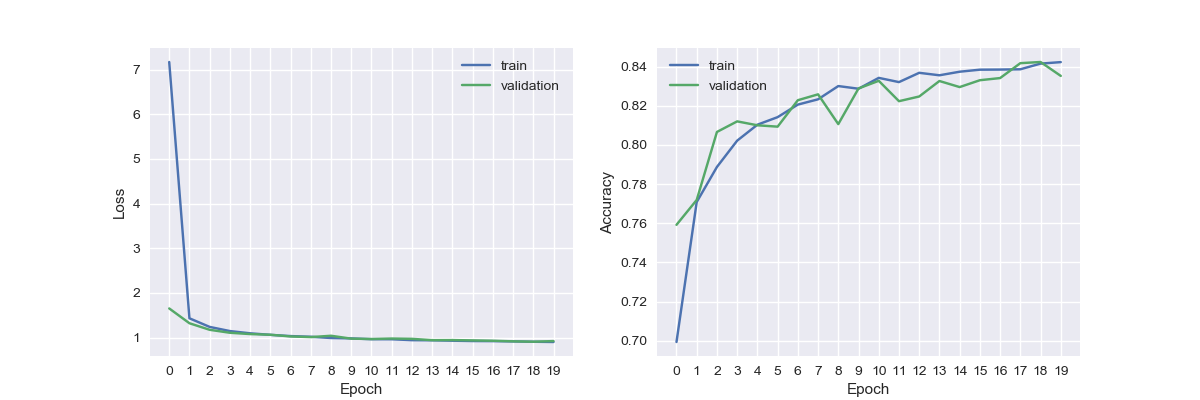 7
6
5
4
3
2
1
Loss
0 1 2 3 4 5 6 7 8 9 10 11 12 13 14 15 16 17 18 19
Epoch
train
validation
0.84
0.82
0.80
0.78
0.76
0.74
0.72
0.70
Accuracy
0 1 2 3 4 5 6 7 8 9 10 11 12 13 14 15 16 17 18 19
Epoch
train
validation